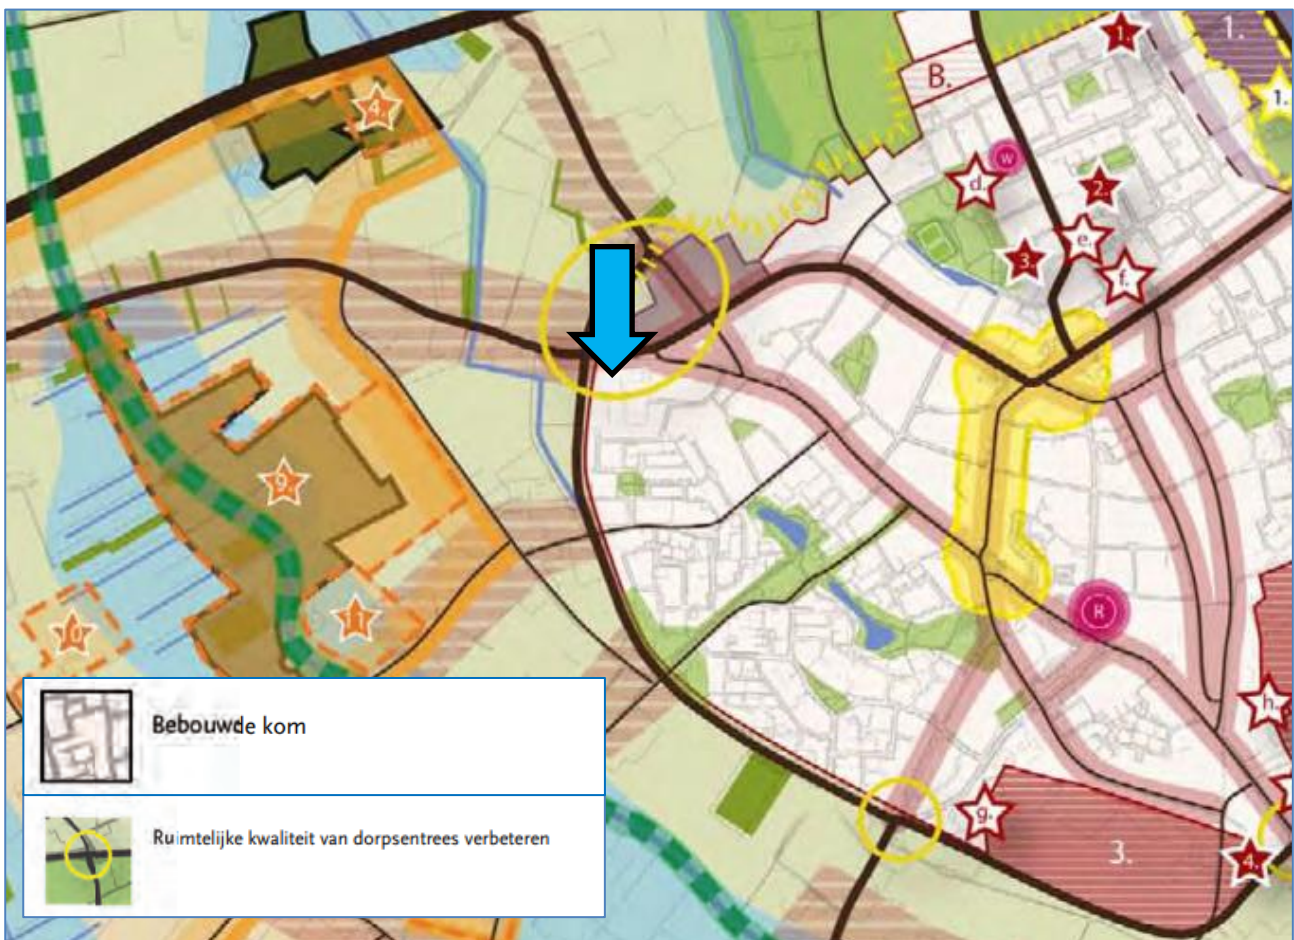 1.
1.
B.
4.
W
d.
2.
e.
3.
f.
9.
11.
10.
R
h.
g.
3.
4.
Bebouwde kom
Ruimtelijke kwaliteit van dorpsentrees verbeteren
1.